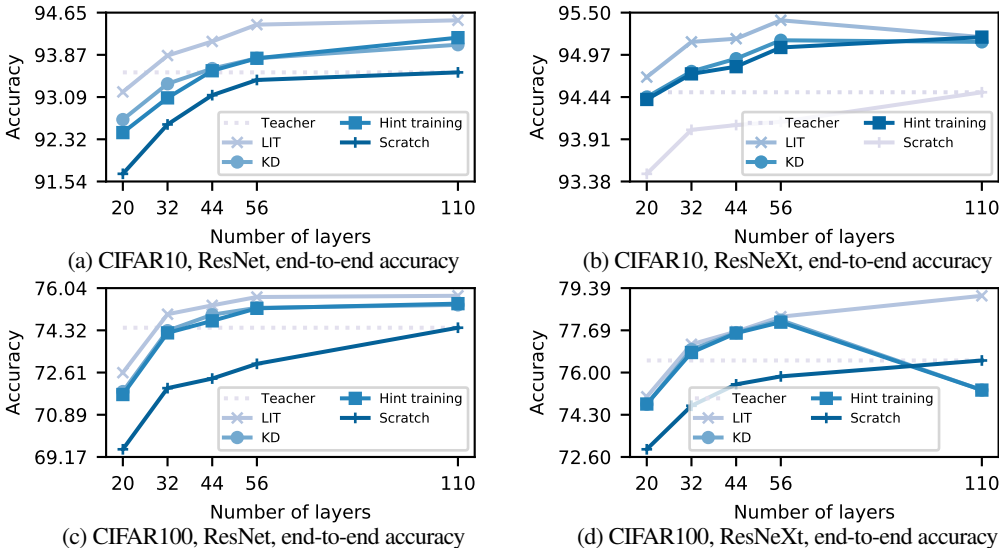 94.65
93.87
93.09
92.32
91.54
Accuracy
Teacher
LIT
KD
Hint training
Scratch
20 32 44 56 110
Number of layers
(a) CIFAR10, ResNet, end-to-end accuracy
95.50
94.97
94.44
93.91
93.38
Accuracy
Teacher
LIT
KD
Hint training
Scratch
20 32 44 56 110
Number of layers
(b) CIFAR10, ResNeXt, end-to-end accuracy
76.04
74.32
72.61
70.89
69.17
Accuracy
Teacher
LIT
KD
Hint training
Scratch
20 32 44 56 110
Number of layers
(c) CIFAR100, ResNet, end-to-end accuracy
79.39
77.69
76.00
74.30
72.60
Accuracy
Teacher
LIT
KD
Hint training
Scratch
20 32 44 56 110
Number of layers
(d) CIFAR100, ResNeXt, end-to-end accuracy